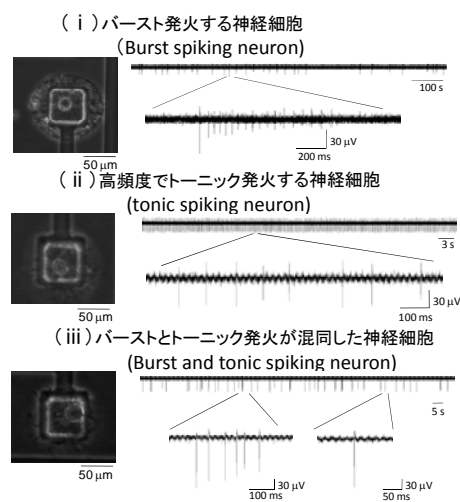 (ⅰ)バースト発火する神経細胞
(Burst spiking neuron)
100 s
30 μV
200 ms
50 μm
(ⅱ)高頻度でトーニック発火する神経細胞
(tonic spiking neuron)
3 s
30 μV
100 ms
50 μm
(ⅲ)バーストとトーニック発火が混同した神経細胞
(Burst and tonic spiking neuron)
5 s
30 μV
100 ms
30 μV
50 ms
50 μm